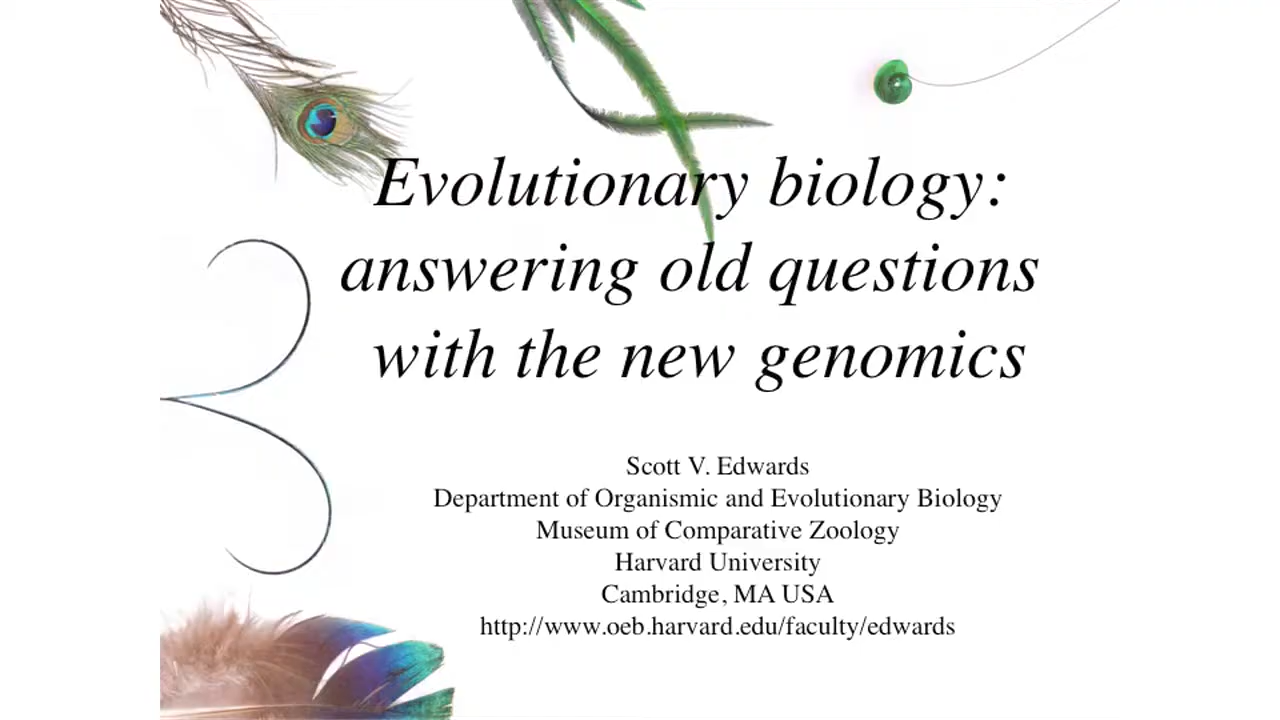 Evolutionary biology:
answering old questions
with the new genomics
Scott V. Edwards
Department of Organismic and Evolutionary Biology
Museum of Comparative Zoology
Harvard University
Cambridge, MA USA
http://www.oeb.harvard.edu/faculty/edwards